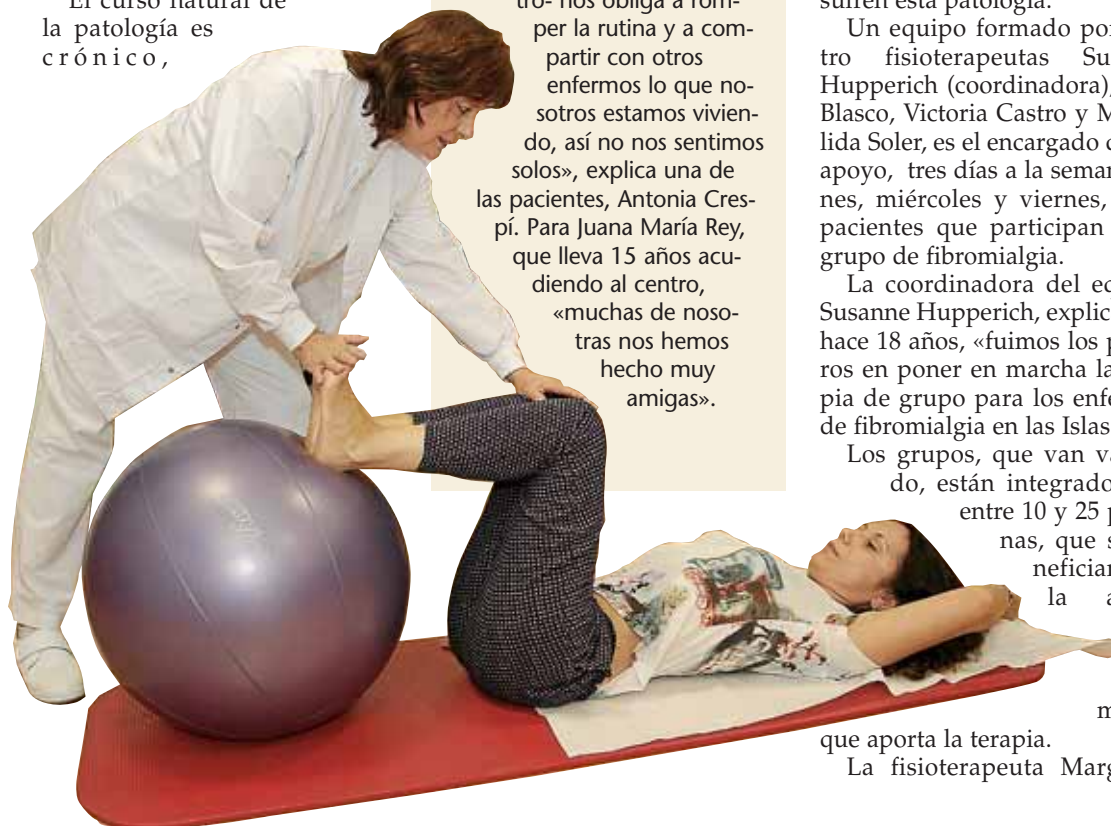 El curso natural de
la patología es
crónico,
tro- nos obliga a rom-
per la rutina y a com-
partir con otros
enfermos lo que no-
sotros estamos vivien-
do, así no nos sentimos
solos», explica una de
las pacientes, Antonia Cres-
pí. Para Juana María Rey,
que lleva 15 años acu-
diendo al centro,
«muchas de noso-
tras nos hemos
hecho muy
amigas».
sufren esta patología.
Un equipo formado por
tro fisioterapeutas Su
Hupperich (coordinadora),
Blasco, Victoria Castro y M
lida Soler, es el encargado
apoyo, tres días a la semar
nes, miércoles y viernes,
pacientes que participan
grupo de fibromialgia.
La coordinadora del
Susanne Hupperich, explic
hace 18 años, «fuimos los p
ros en poner en marcha la
pia de grupo para los enfe
de fibromialgia en las Islas
Los grupos, que van va
do, están integrado
entre 10 y 25 p
nas, que s
neficiar
la a
m
que aporta la terapia.
La fisioterapeuta Marg